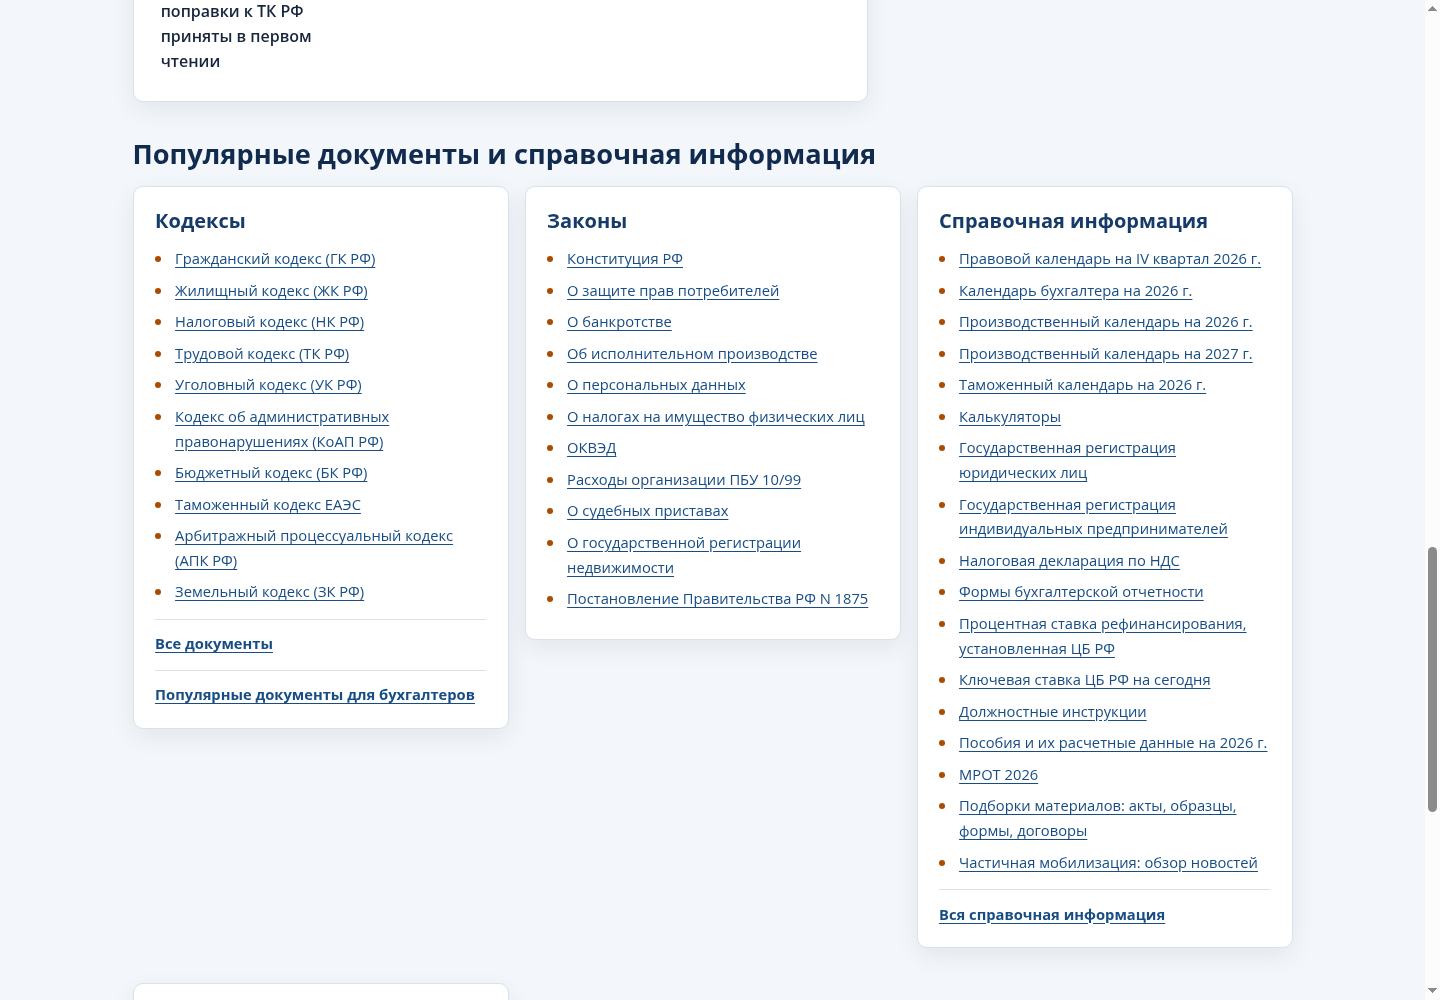 поправки к ТК РФ
приняты в первом
чтении
Популярные документы и справочная информация
Кодексы
Гражданский кодекс (ГК РФ)
Жилищный кодекс (ЖК РФ)
Налоговый кодекс (НК РФ)
Трудовой кодекс (ТК РФ)
Уголовный кодекс (УК РФ)
Кодекс об административных
правонарушениях (КоАП РФ)
Бюджетный кодекс (БК РФ)
Таможенный кодекс ЕАЭС
Арбитражный процессуальный кодекс
(АПК РФ)
Земельный кодекс (ЗК РФ)
Все документы
Популярные документы для бухгалтеров
Законы
Конституция РФ
О защите прав потребителей
О банкротстве
Об исполнительном производстве
О персональных данных
О налогах на имущество физических лиц
ОКВЭД
Расходы организации ПБУ 10/99
О судебных приставах
О государственной регистрации
недвижимости
Постановление Правительства РФ N 1875
Справочная информация
Правовой календарь на IV квартал 2026 г.
Календарь бухгалтера на 2026 г.
Производственный календарь на 2026 г.
Производственный календарь на 2027 г.
Таможенный календарь на 2026 г.
Калькуляторы
Государственная регистрация
юридических лиц
Государственная регистрация
индивидуальных предпринимателей
Налоговая декларация по НДС
Формы бухгалтерской отчетности
Процентная ставка рефинансирования,
установленная ЦБ РФ
Ключевая ставка ЦБ РФ на сегодня
Должностные инструкции
Пособия и их расчетные данные на 2026 г.
МРОТ 2026
Подборки материалов: акты, образцы,
формы, договоры
Частичная мобилизация: обзор новостей
Вся справочная информация